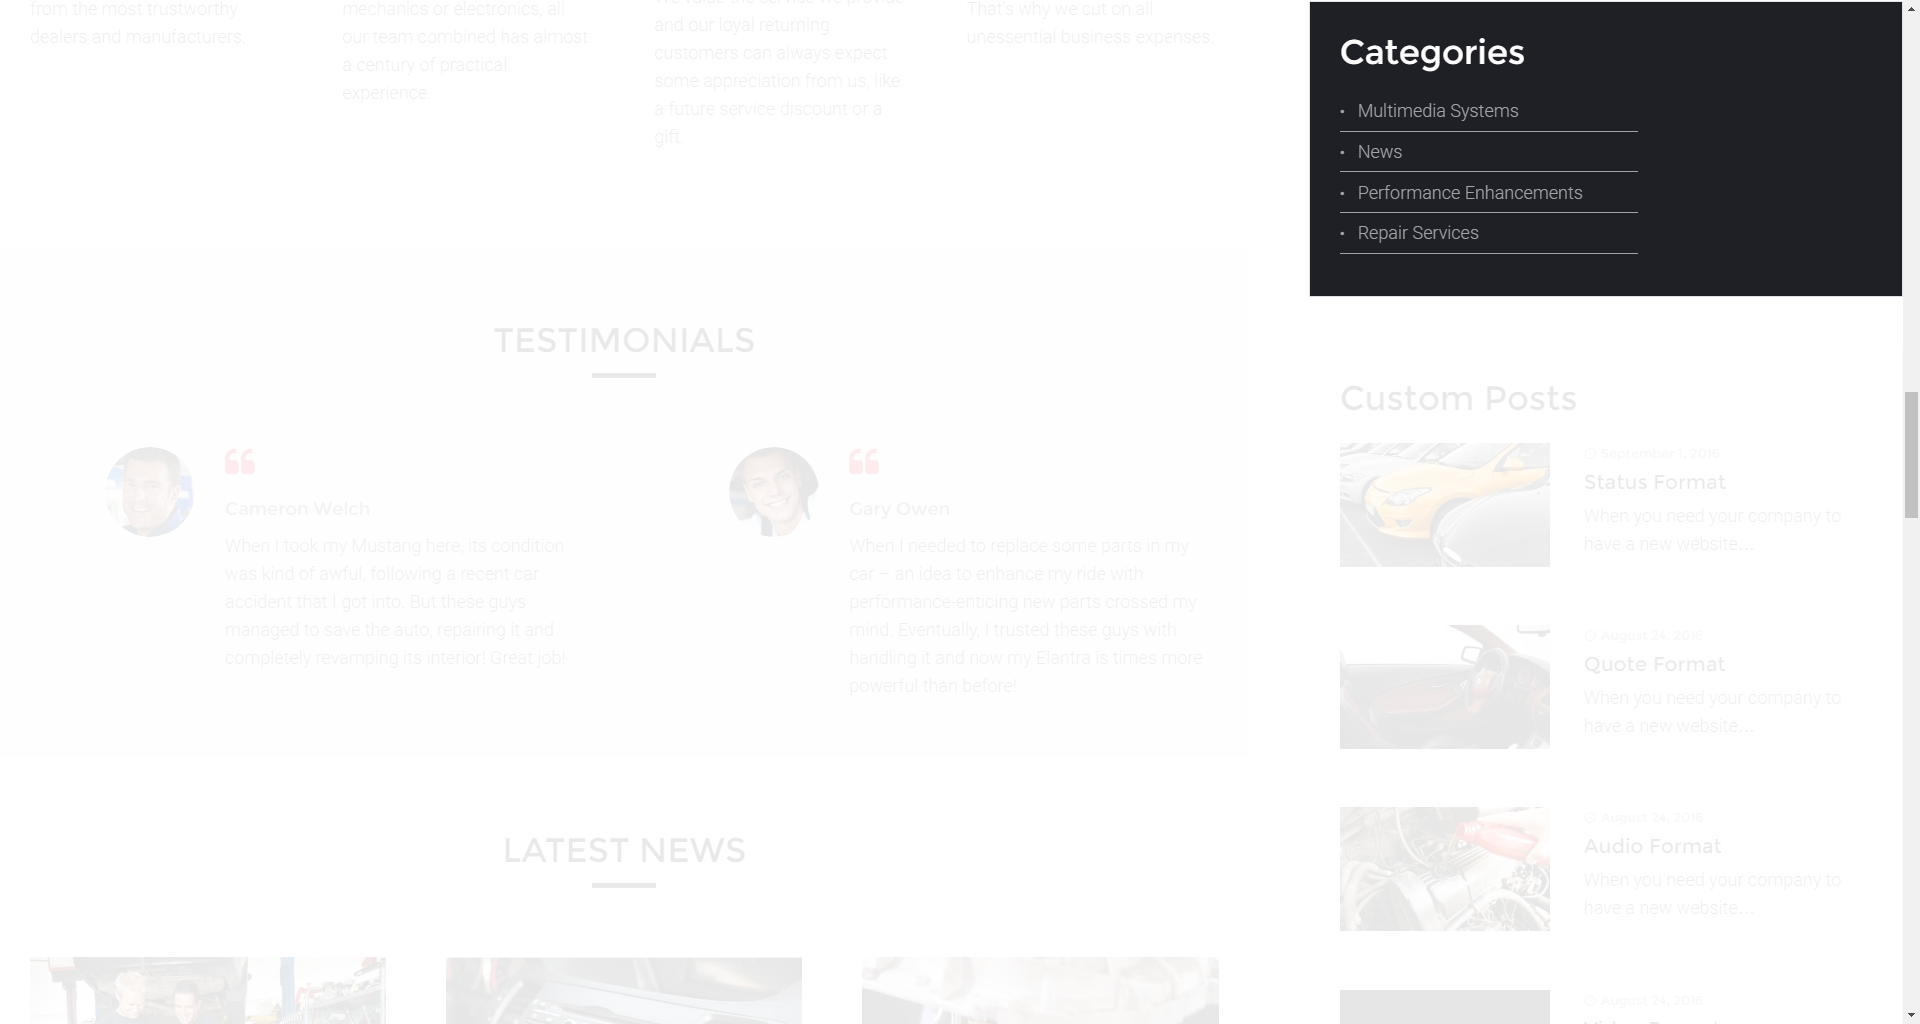 from the most trustworthy
dealers and manufacturers.
mechanics or electronics, all
our team combined has almost
a century of practical
experience.
and our loyal returning
customers can always expect
some appreciation from us, like
a future service discount or a
gift.
That's why we cut on all
unessential business expenses.
TESTIMONIALS
Cameron Welch
When I took my Mustang here, its condition
was kind of awful, following a recent car
accident that I got into. But these guys
managed to save the auto, repairing it and
completely revamping its interior! Great job!
Gary Owen
When I needed to replace some parts in my
car – an idea to enhance my ride with
performance-enticing new parts crossed my
mind. Eventually, I trusted these guys with
handling it and now my Elantra is times more
powerful than before!
LATEST NEWS
Categories
• Multimedia Systems
• News
• Performance Enhancements
• Repair Services
Custom Posts
September 1, 2016
Status Format
When you need your company to
have a new website...
August 24, 2016
Quote Format
When you need your company to
have a new website...
August 24, 2016
Audio Format
When you need your company to
have a new website...
August 24, 2016